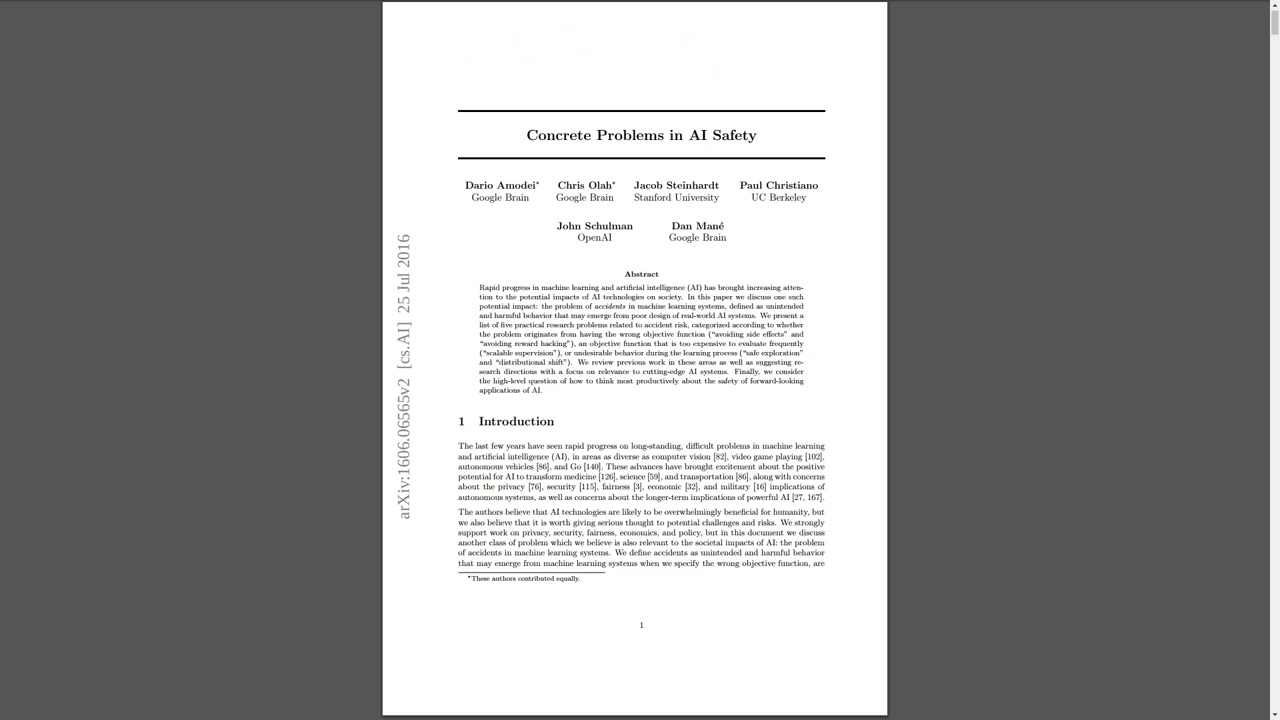 Concrete Problems in AI Safety
Dario Amodei* Chris Olah* Jacob Steinhardt Paul Christiano
Google Brain Google Brain Stanford University UC Berkeley
John Schulman Dan Mané
OpenAI Google Brain
arXiv:1606.06565v2 [cs.AI] 25 Jul 2016
Abstract
Rapid progress in machine learning and artificial intelligence (AI) has brought increasing atten-
tion to the potential impacts of AI technologies on society. In this paper we discuss one such
potential impact: the problem of accidents in machine learning systems, defined as unintended
and harmful behavior that may emerge from poor design of real-world AI systems. We present a
list of five practical research problems related to accident risk, categorized according to whether
the problem originates from having the wrong objective function (“avoiding side effects” and
“avoiding reward hacking”), an objective function that is too expensive to evaluate frequently
(“scalable supervision”), or undesirable behavior during the learning process (“safe exploration”
and “distributional shift”). We review previous work in these areas as well as suggesting re-
search directions with a focus on relevance to cutting-edge AI systems. Finally, we consider
the high-level question of how to think most productively about the safety of forward-looking
applications of AI.
1 Introduction
The last few years have seen rapid progress on long-standing, difficult problems in machine learning
and artificial intelligence (AI), in areas as diverse as computer vision [82], video game playing [102],
autonomous vehicles [86], and Go [140]. These advances have brought excitement about the positive
potential for AI to transform medicine [126], science [59], and transportation [86], along with concerns
about the privacy [76], security [115], fairness [3], economic [32], and military [16] implications of
autonomous systems, as well as concerns about the longer-term implications of powerful AI [27, 167].
The authors believe that AI technologies are likely to be overwhelmingly beneficial for humanity, but
we also believe that it is worth giving serious thought to potential challenges and risks. We strongly
support work on privacy, security, fairness, economics, and policy, but in this document we discuss
another class of problem which we believe is also relevant to the societal impacts of AI: the problem
of accidents in machine learning systems. We define accidents as unintended and harmful behavior
that may emerge from machine learning systems when we specify the wrong objective function, are
*These authors contributed equally.
1